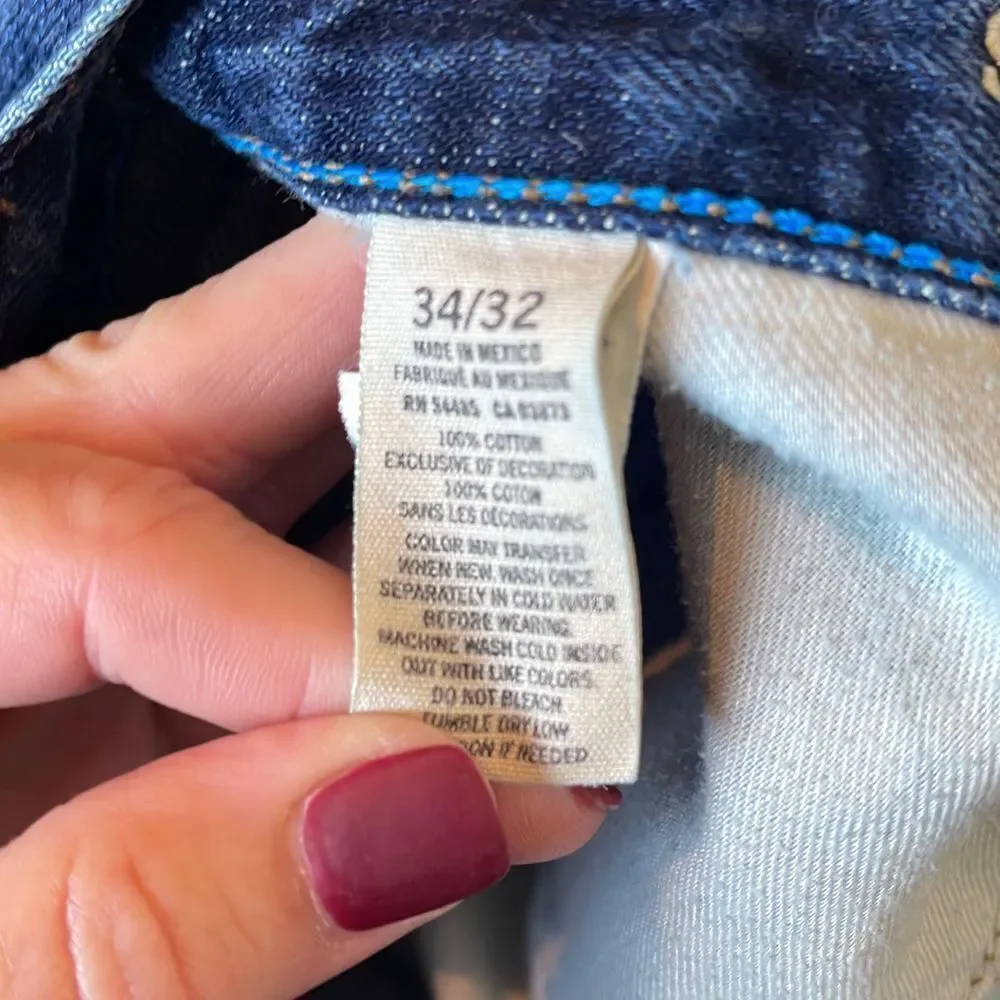 34/32
MADE IN MEXICO
FABRIQUÉ AU MEXIQUE
RN 54485 CA
100% COTTON
EXCLUSIVE OF DECORATION
100% COTON
SANS LES DÉCORATIONS
COLOR MAY TRANSFER
WHEN NEW. WASH ONCE
SEPARATELY IN COLD WATER
BEFORE WEARING.
MACHINE WASH COLD INSIDE
OUT WITH LIKE COLORS.
DO NOT BLEACH
TUMBLE DRY LOW
IF NEEDED